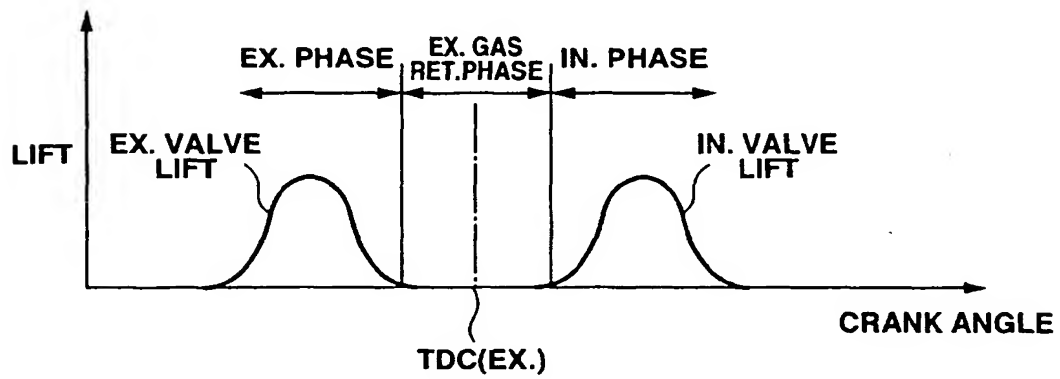 EX. PHASE
EX. GAS
RET.PHASE
IN. PHASE
LIFT
EX. VALVE
LIFT
IN. VALVE
LIFT
CRANK ANGLE
TDC(EX.)